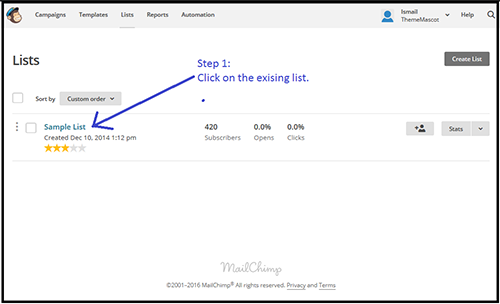 Campaigns Templates Lists Reports Automation Ismail Help
ThemeMascot
Lists
Create List
Step 1:
Click on the exising list.
Sort by Custom order
Sample List 420 0.0% 0.0% Stats
Created Dec 10, 2014 1:12 pm Subscribers Opens Clicks
MailChimp
©2001–2016 MailChimp® All rights reserved. Privacy and Terms